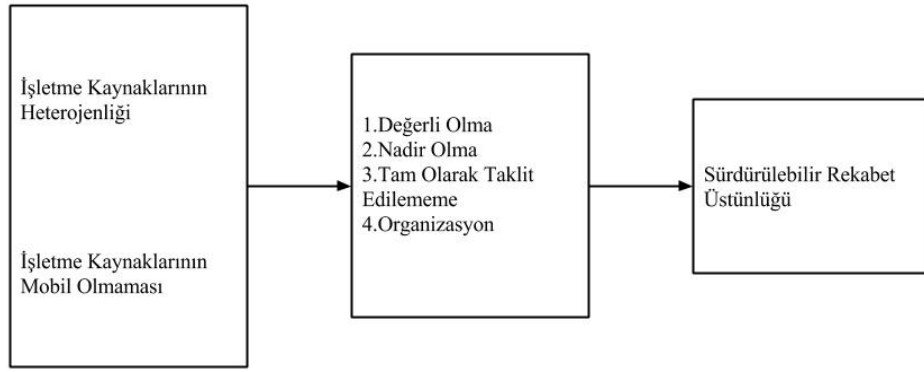 İşletme Kaynaklarının
Heterojenliği
İşletme Kaynaklarının
Mobil Olmaması
1.Değerli Olma
2.Nadir Olma
3.Tam Olarak Taklit
Edilememe
4.Organizasyon
Sürdürülebilir Rekabet
Üstünlüğü